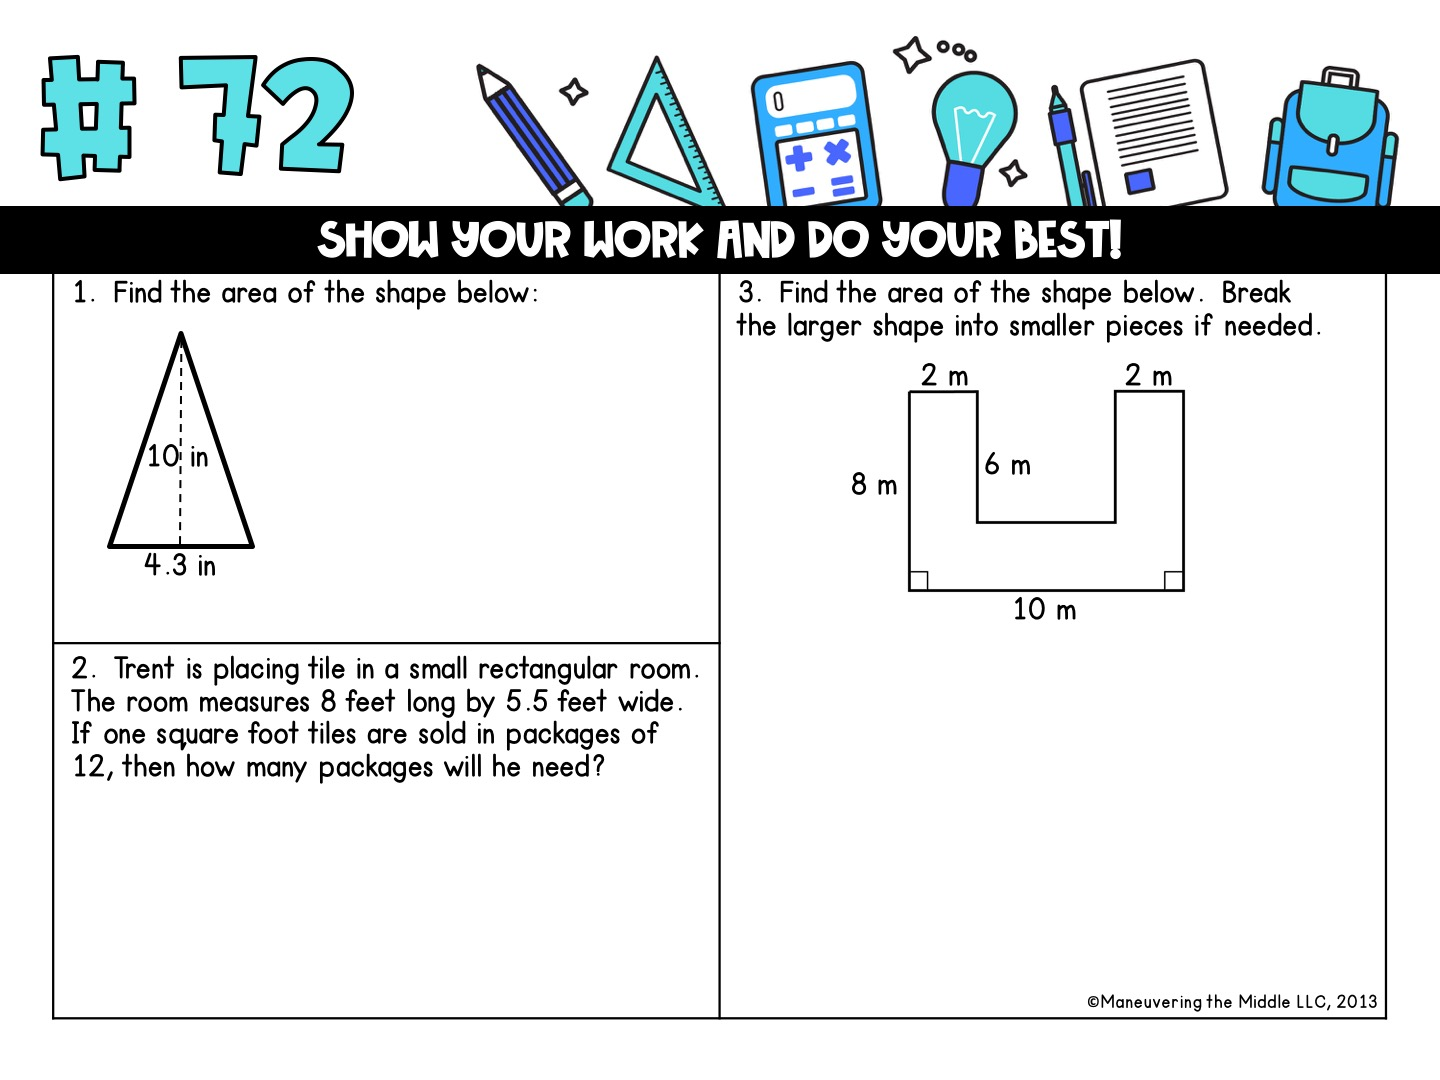 # 72
SHOW YOUR WORK AND DO YOUR BEST!
1. Find the area of the shape below:
10 in
4.3 in
2. Trent is placing tile in a small rectangular room.
The room measures 8 feet long by 5.5 feet wide.
If one square foot tiles are sold in packages of
12, then how many packages will he need?
3. Find the area of the shape below. Break
the larger shape into smaller pieces if needed.
2 m
2 m
6 m
8 m
10 m
©Maneuvering the Middle LLC, 2013
0